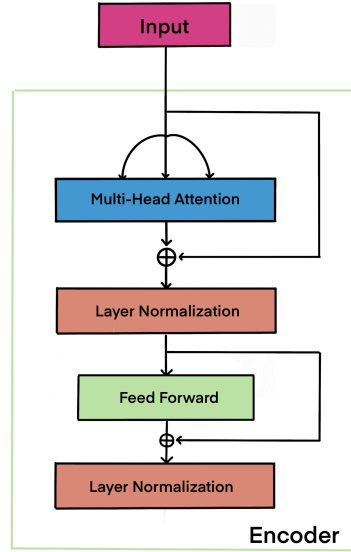 Input
Multi-Head Attention
Layer Normalization
Feed Forward
Layer Normalization
Encoder